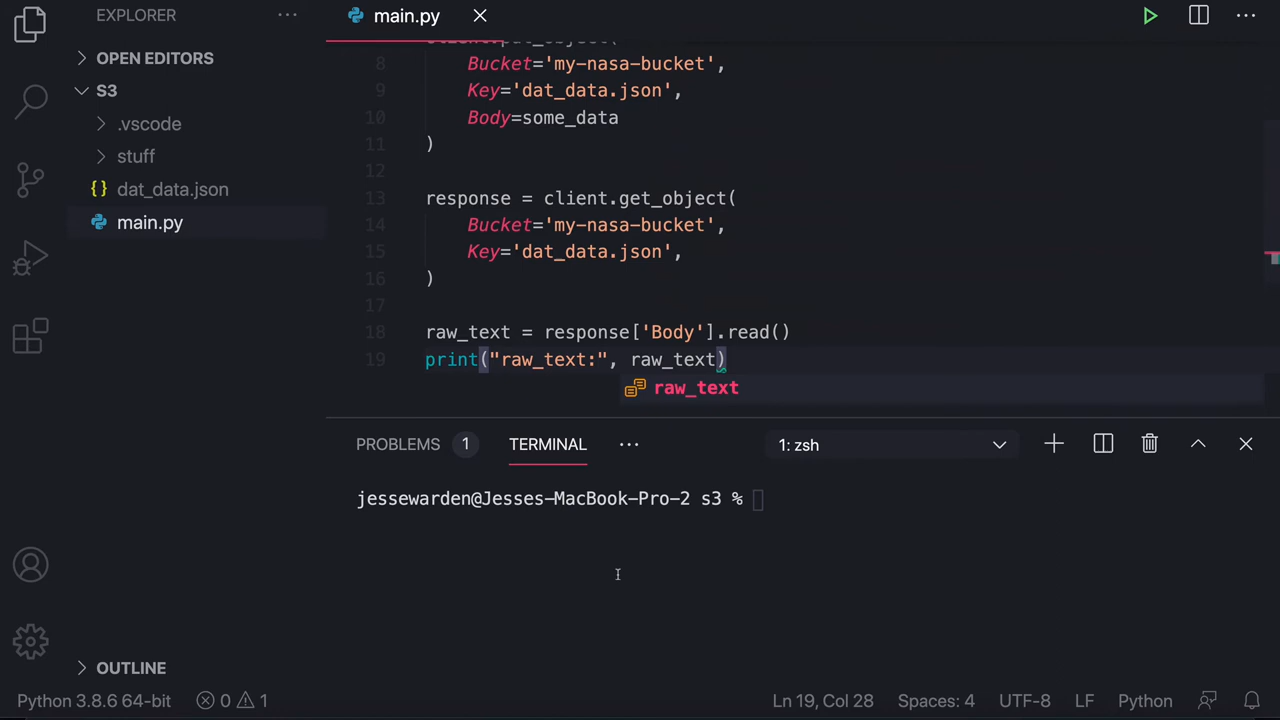 EXPLORER
main.py
OPEN EDITORS
S3
.vscode
stuff
{} dat_data.json
main.py
OUTLINE
client.put_object(
8 Bucket='my-nasa-bucket',
9 Key='dat_data.json',
10 Body=some_data
11 )
12
13 response = client.get_object(
14 Bucket='my-nasa-bucket',
15 Key='dat_data.json',
16 )
17
18 raw_text = response['Body'].read()
19 print("raw_text:", raw_text)
raw_text
PROBLEMS 1 TERMINAL ··· 1: zsh
jessewarden@Jesses-MacBook-Pro-2 s3 %
Python 3.8.6 64-bit 0 1 Ln 19, Col 28 Spaces: 4 UTF-8 LF Python